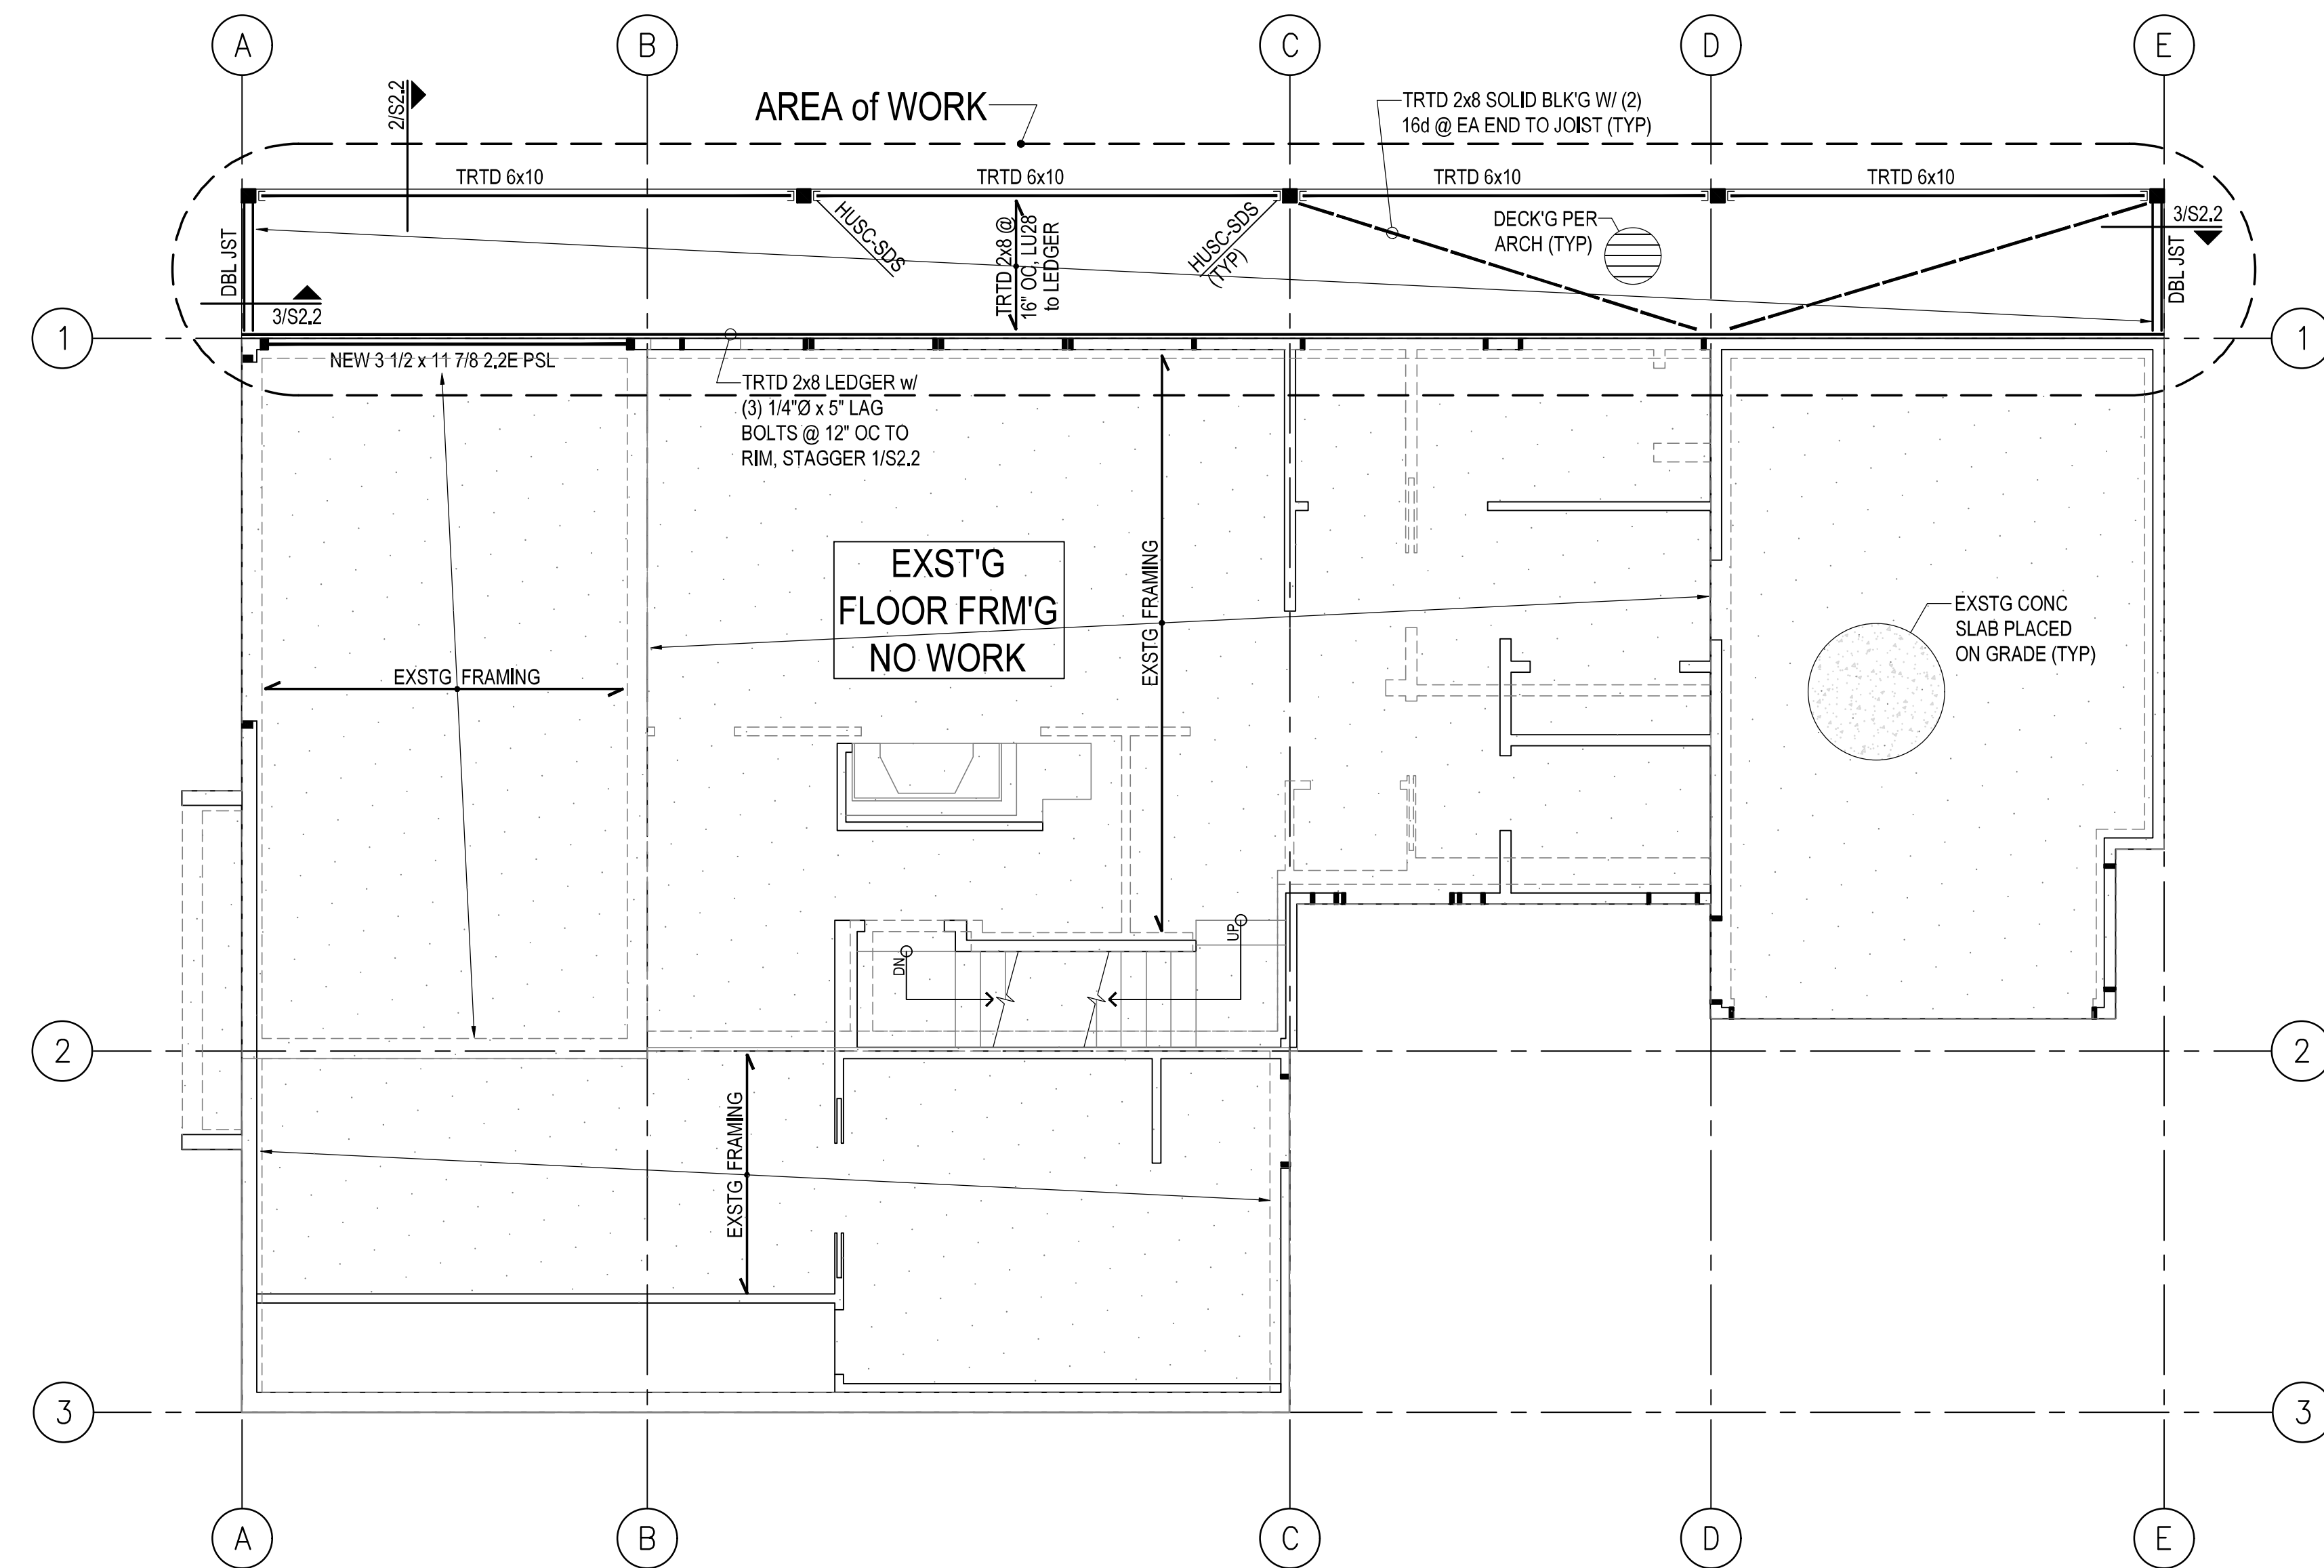 A
B
C
D
E
2/S2.2
AREA of WORK
TRTD 2x8 SOLID BLK'G W/ (2)
16d @ EA END TO JOIST (TYP)
TRTD 6x10
TRTD 6x10
TRTD 6x10
TRTD 6x10
DBL JST
HUSC-SDS
TRTD 2x8 @
16" OC, LU28
to LEDGER
HUSC-SDS
(TYP)
DECK'G PER
ARCH (TYP)
3/S2.2
DBL JST
3/S2.2
1
1
NEW 3 1/2 x 11 7/8 2.2E PSL
TRTD 2x8 LEDGER w/
(3) 1/4"Ø x 5" LAG
BOLTS @ 12" OC TO
RIM, STAGGER 1/S2.2
EXST'G
FLOOR FRM'G
NO WORK
EXSTG FRAMING
EXSTG FRAMING
EXSTG CONC
SLAB PLACED
ON GRADE (TYP)
DN
UP
2
2
EXSTG FRAMING
3
3
A
B
C
D
E